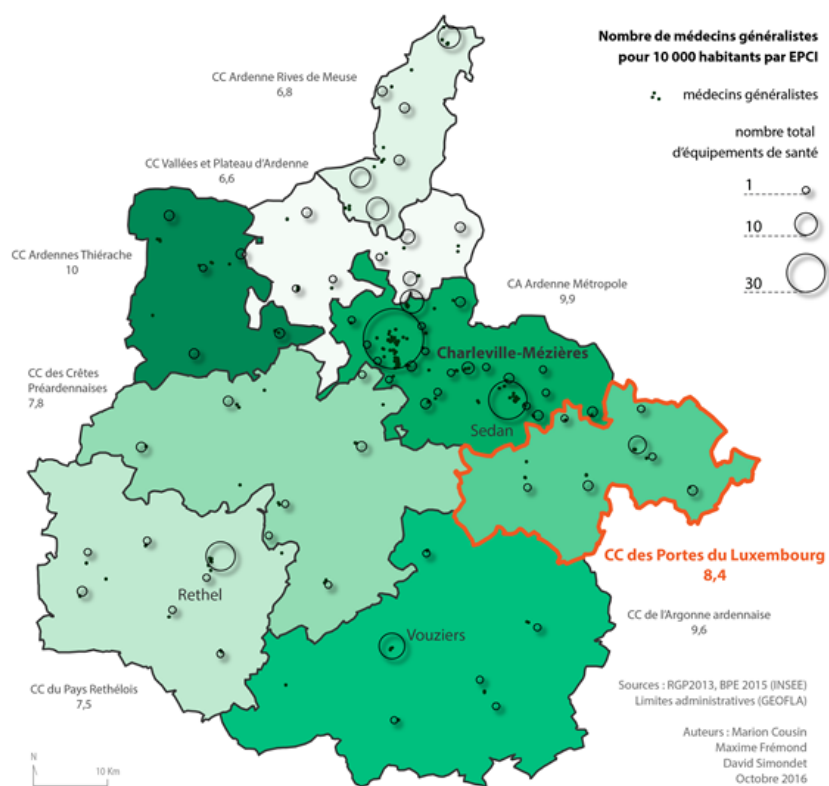 Nombre de médecins généralistes
pour 10 000 habitants par EPCI
médecins généralistes
nombre total
d'équipements de santé
1
10
30
CC Ardenne Rives de Meuse
6,8
CC Vallées et Plateau d'Ardenne
6,6
CC Ardennes Thiérache
10
CA Ardenne Métropole
9,9
Charleville-Mézières
CC des Crêtes
Préardennaises
7,8
Sedan
CC des Portes du Luxembourg
8,4
Rethel
CC de l'Argonne ardennaise
9,6
Vouziers
CC du Pays Rethélois
7,5
Sources : RGP2013, BPE 2015 (INSEE)
Limites administratives (GEOFLA)
Auteurs : Marion Cousin
Maxime Frémond
David Simondet
Octobre 2016
N
10 Km